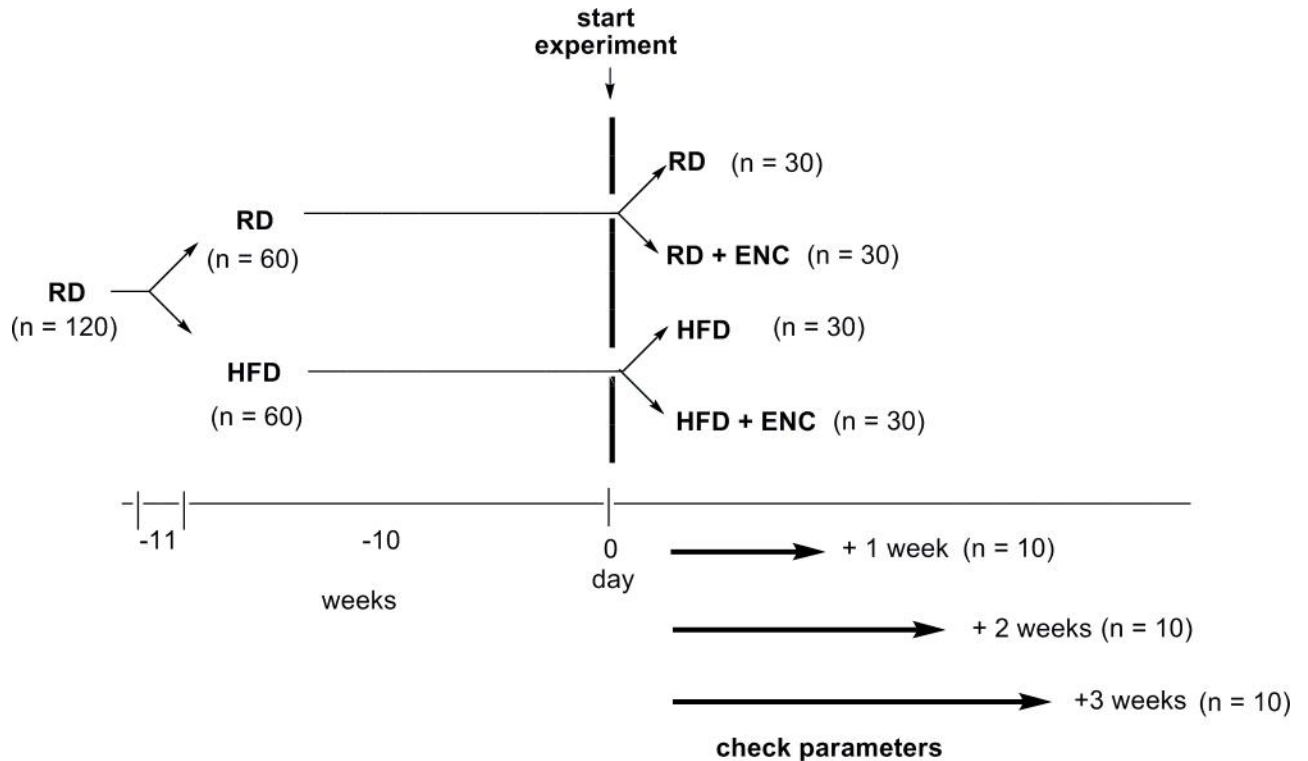 start
experiment
RD (n = 30)
RD
(n = 60)
RD + ENC (n = 30)
RD
(n = 120)
HFD (n = 30)
HFD
(n = 60)
HFD + ENC (n = 30)
-11
-10
0
day
weeks
+ 1 week (n = 10)
+ 2 weeks (n = 10)
+3 weeks (n = 10)
check parameters